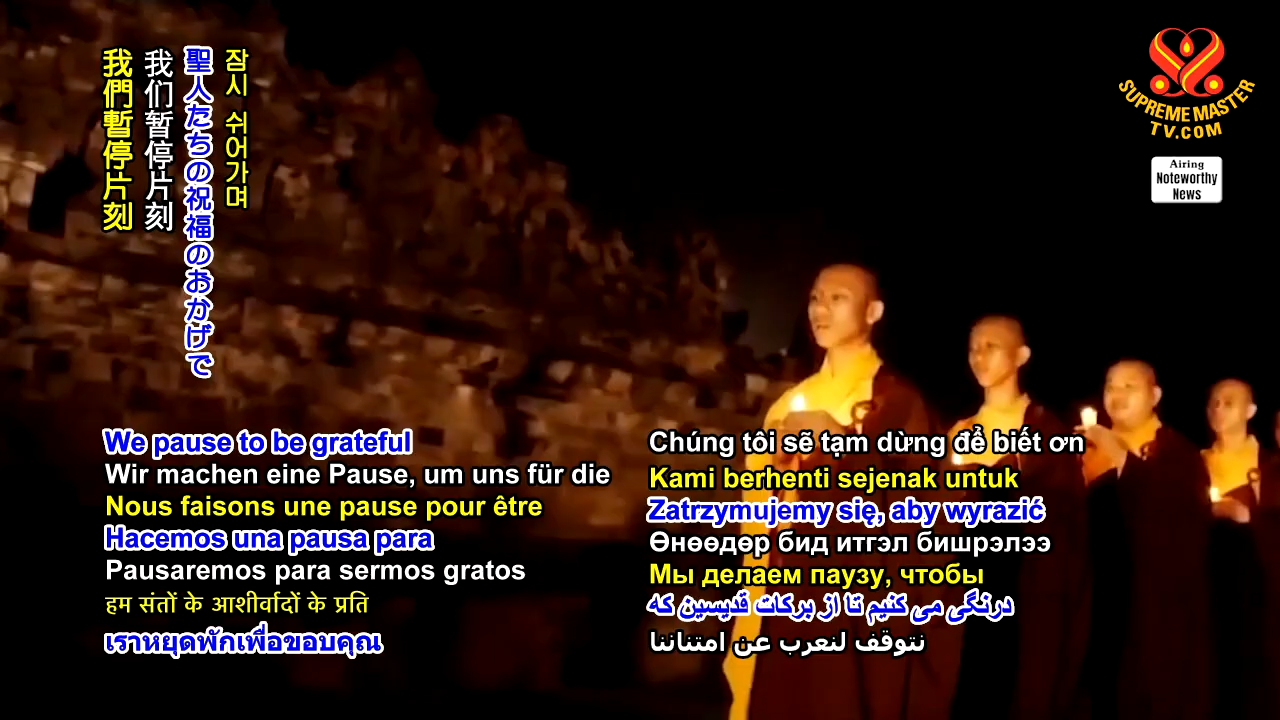 我們暫停片刻
我们暂停片刻
聖人たちの祝福のおかげで
잠시 쉬어가며
SUPREME MASTER
TV.COM
Airing
Noteworthy
News
We pause to be grateful
Wir machen eine Pause, um uns für die
Nous faisons une pause pour être
Hacemos una pausa para
Pausaremos para sermos gratos
हम संतों के आशीर्वादों के प्रति
เราหยุดพักเพื่อขอบคุณ
Chúng tôi sẽ tạm dừng để biết ơn
Kami berhenti sejenak untuk
Zatrzymujemy się, aby wyrazić
Өнөөдөр бид итгэл бишрэлээ
Мы делаем паузу, чтобы
درنگی می کنیم تا از برکات قدیسین که
نتوقف لنعرب عن امتناننا